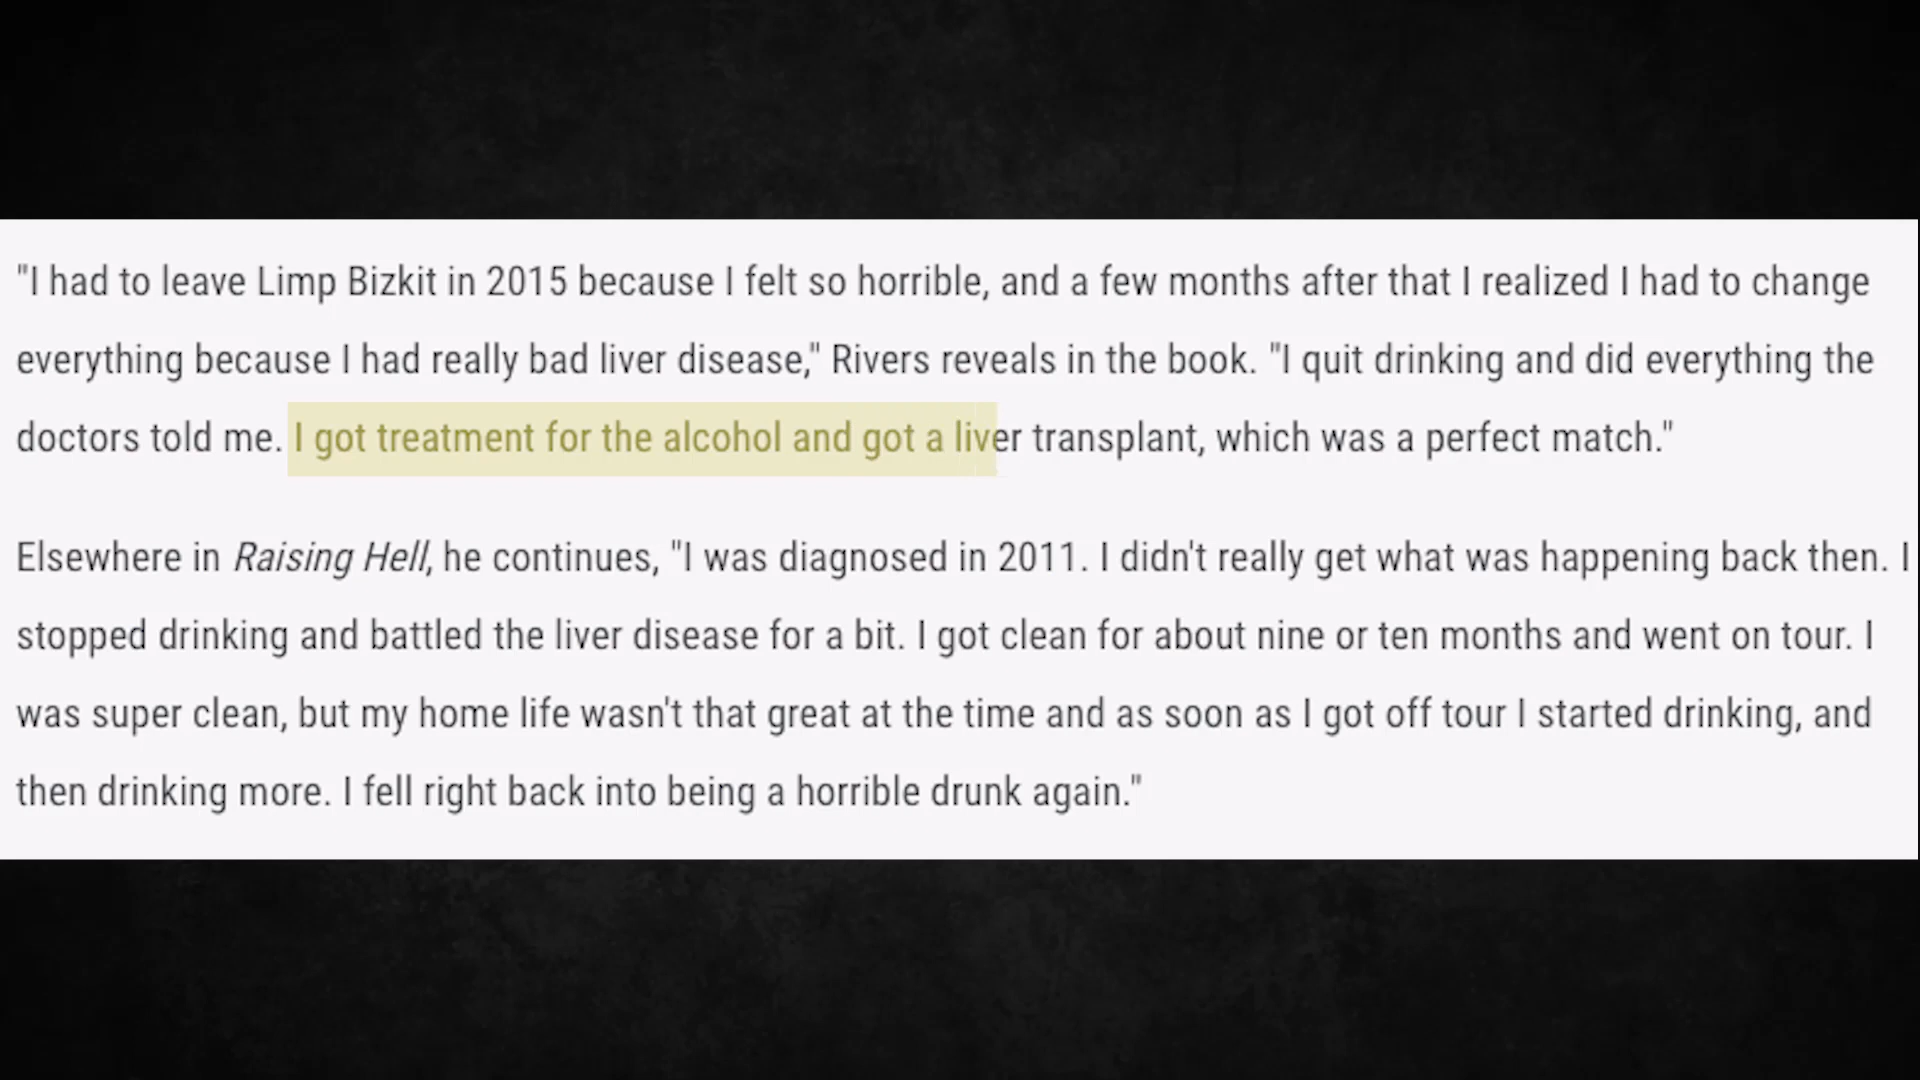 "I had to leave Limp Bizkit in 2015 because I felt so horrible, and a few months after that I realized I had to change
everything because I had really bad liver disease," Rivers reveals in the book. "I quit drinking and did everything the
doctors told me. I got treatment for the alcohol and got a liver transplant, which was a perfect match."
Elsewhere in Raising Hell, he continues, "I was diagnosed in 2011. I didn't really get what was happening back then. I
stopped drinking and battled the liver disease for a bit. I got clean for about nine or ten months and went on tour. I
was super clean, but my home life wasn't that great at the time and as soon as I got off tour I started drinking, and
then drinking more. I fell right back into being a horrible drunk again."